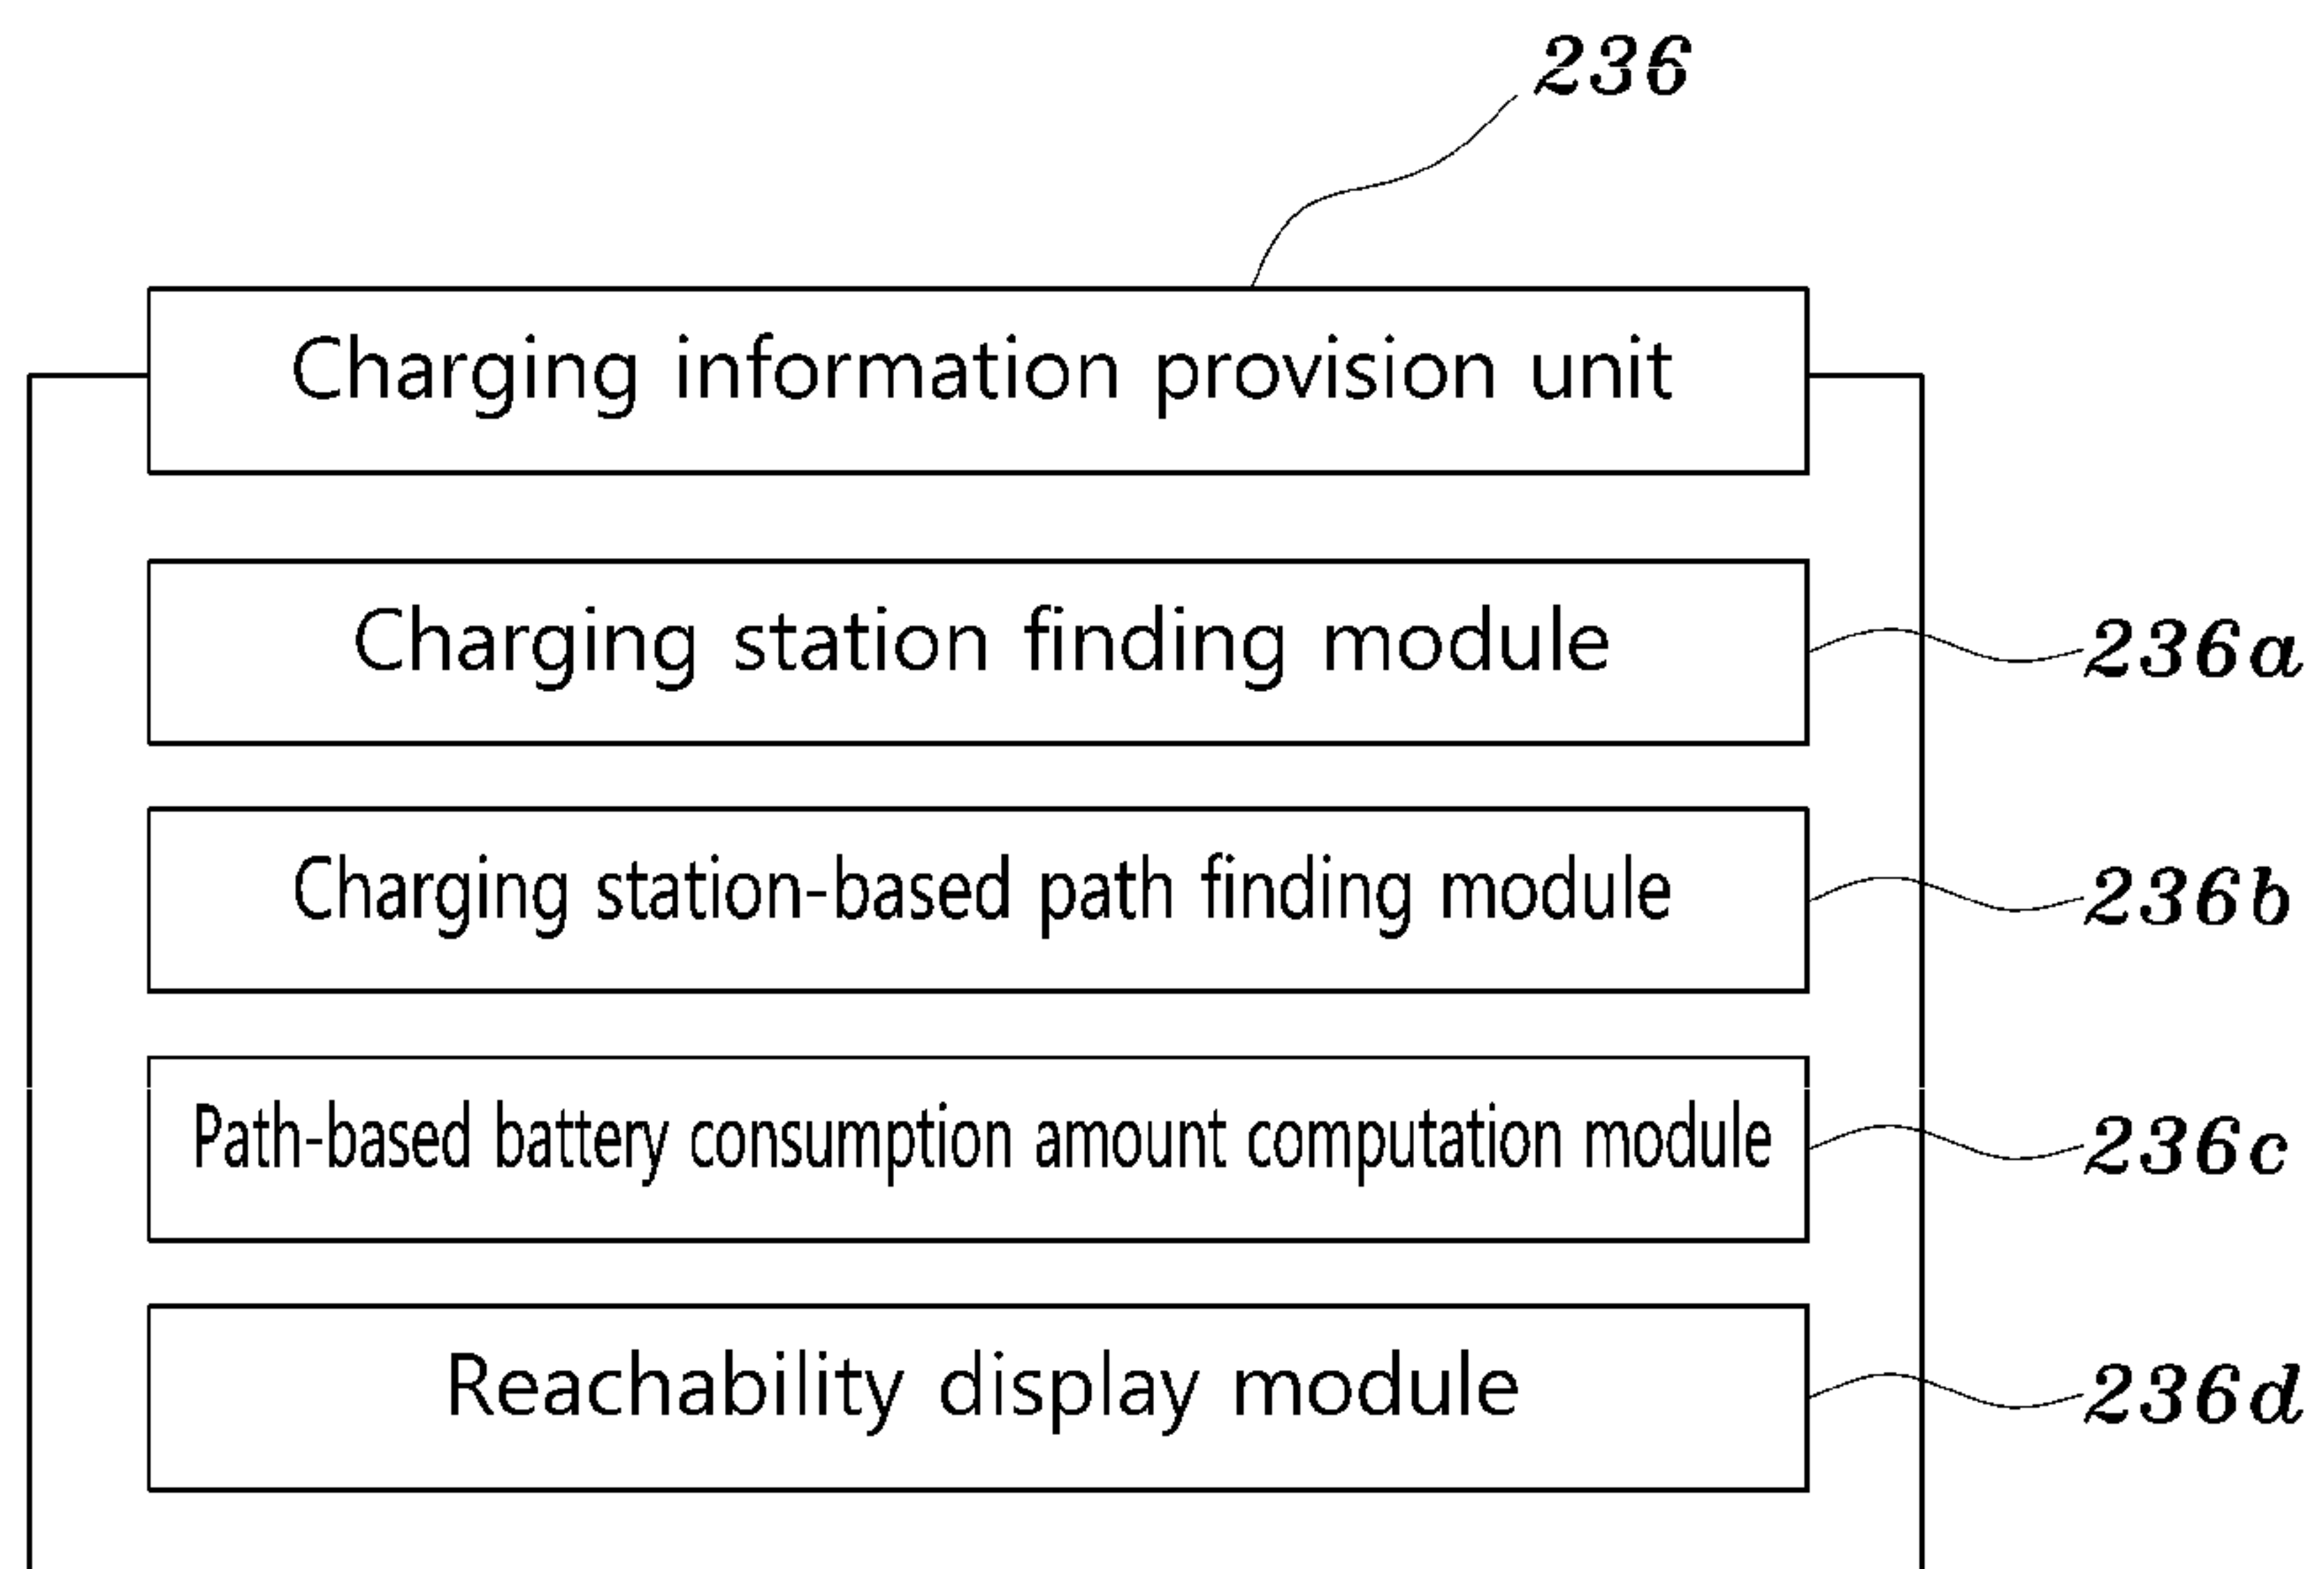 236
Charging information provision unit
Charging station finding module
236a
Charging station-based path finding module
236b
Path-based battery consumption amount computation module
236c
Reachability display module
236d